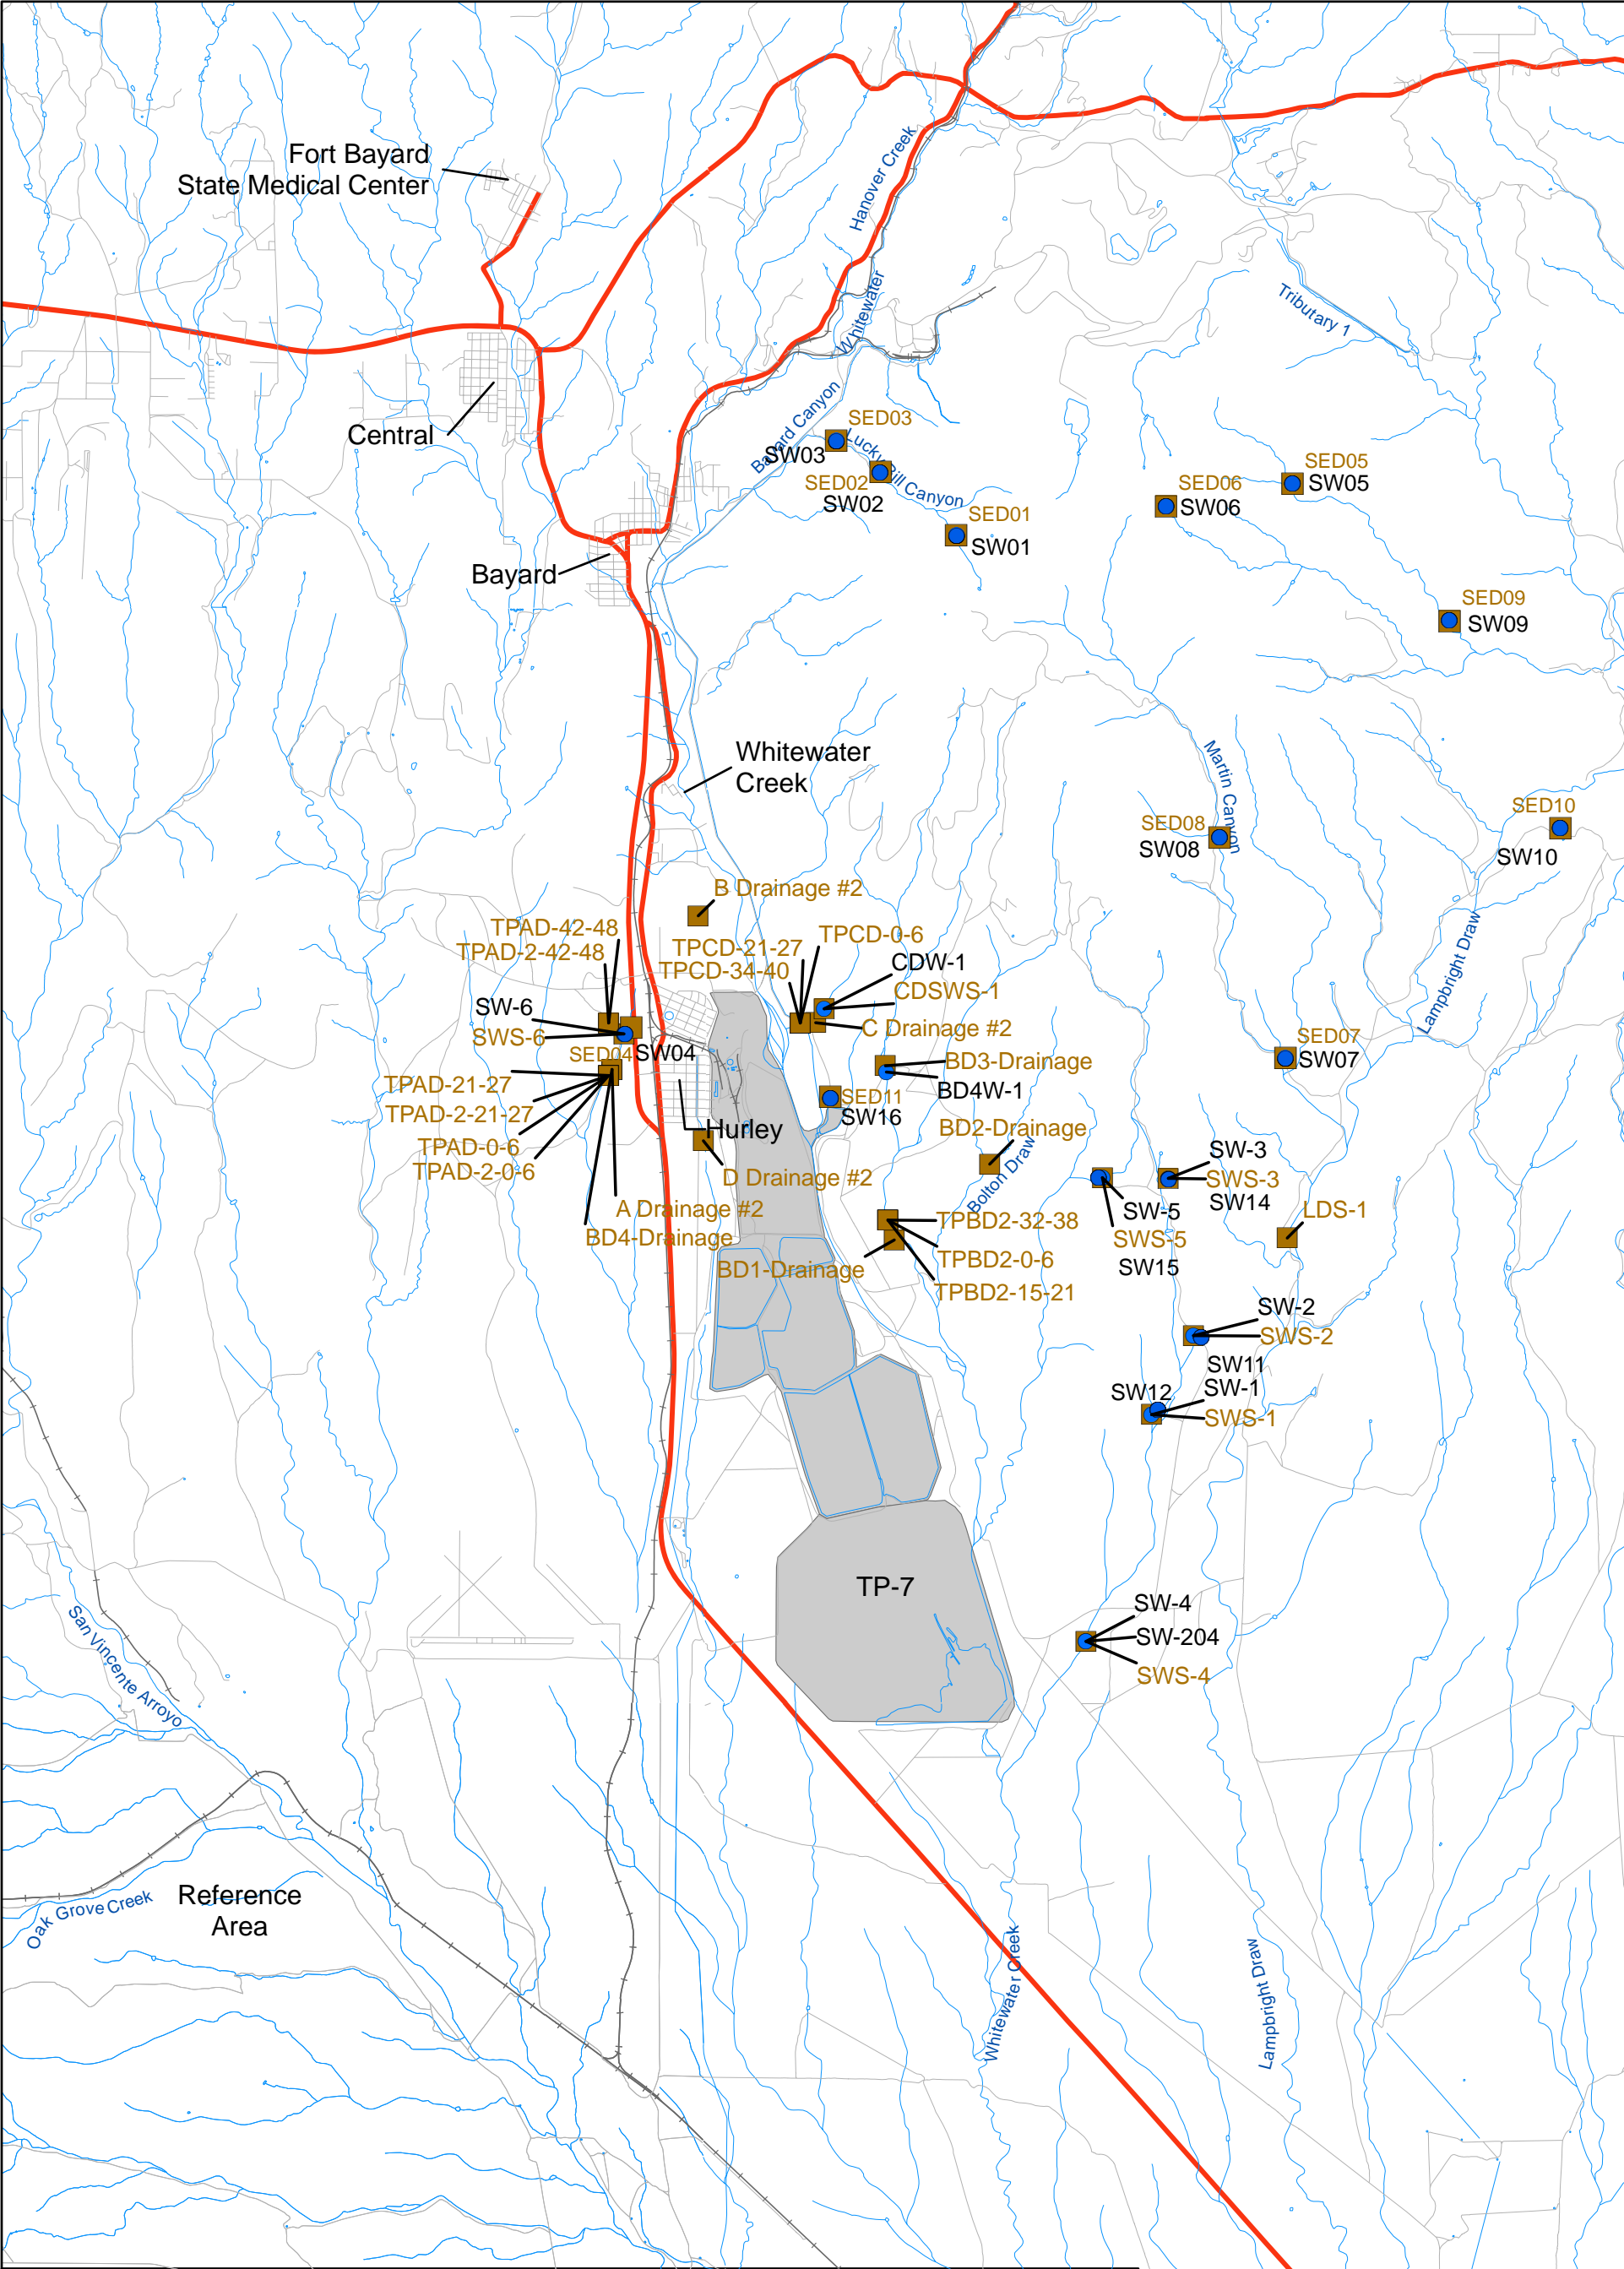 Hanover Creek
Fort Bayard
State Medical Center
Whitewater
Tributary 1
Central
Bayard Canyon
SED03
SW03
Lucky Bill Canyon
SED02
SW02
SED01
SW01
SED06
SW06
SED05
SW05
Bayard
SED09
SW09
Whitewater
Creek
Martin Canyon
SED08
SW08
SED10
SW10
Lampbright Draw
B Drainage #2
TPAD-42-48
TPAD-2-42-48
TPCD-21-27
TPCD-34-40
TPCD-0-6
CDW-1
CDSWS-1
C Drainage #2
SW-6
SWS-6
SED04
SW04
BD3-Drainage
BD4W-1
SED07
SW07
TPAD-21-27
TPAD-2-21-27
TPAD-0-6
TPAD-2-0-6
SED11
SW16
Hurley
BD2-Drainage
Bolton Draw
D Drainage #2
A Drainage #2
BD4-Drainage
SW-3
SWS-3
SW14
SW-5
SWS-5
SW15
LDS-1
TPBD2-32-38
TPBD2-0-6
TPBD2-15-21
BD1-Drainage
SW-2
SWS-2
SW11
SW12
SW-1
SWS-1
TP-7
SW-4
SW-204
SWS-4
San Vincente Arroyo
Oak Grove Creek
Reference
Area
Whitewater Creek
Lampbright Draw